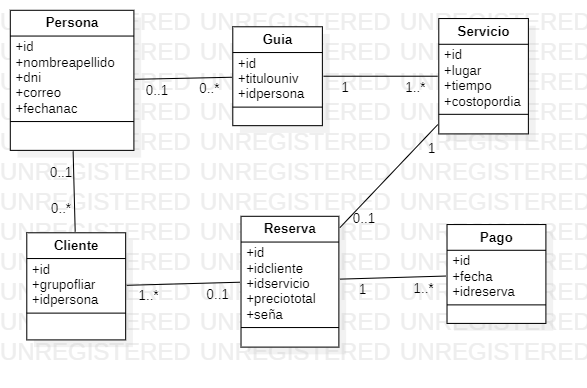 Persona
+id
+nombreapellido
+dni
+correo
+fechanac
0..1
0..*
Guia
+id
+titulouniv
+idpersona
1
1..*
Servicio
+id
+lugar
+tiempo
+costopordia
1
0..1
0..1
0..*
Cliente
+id
+grupofliar
+idpersona
1..*
0..1
Reserva
+id
+idcliente
+idservicio
+preciototal
+seña
1
1..*
Pago
+id
+fecha
+idreserva
UNREGISTERED UNREGISTERED UNREGISTERED